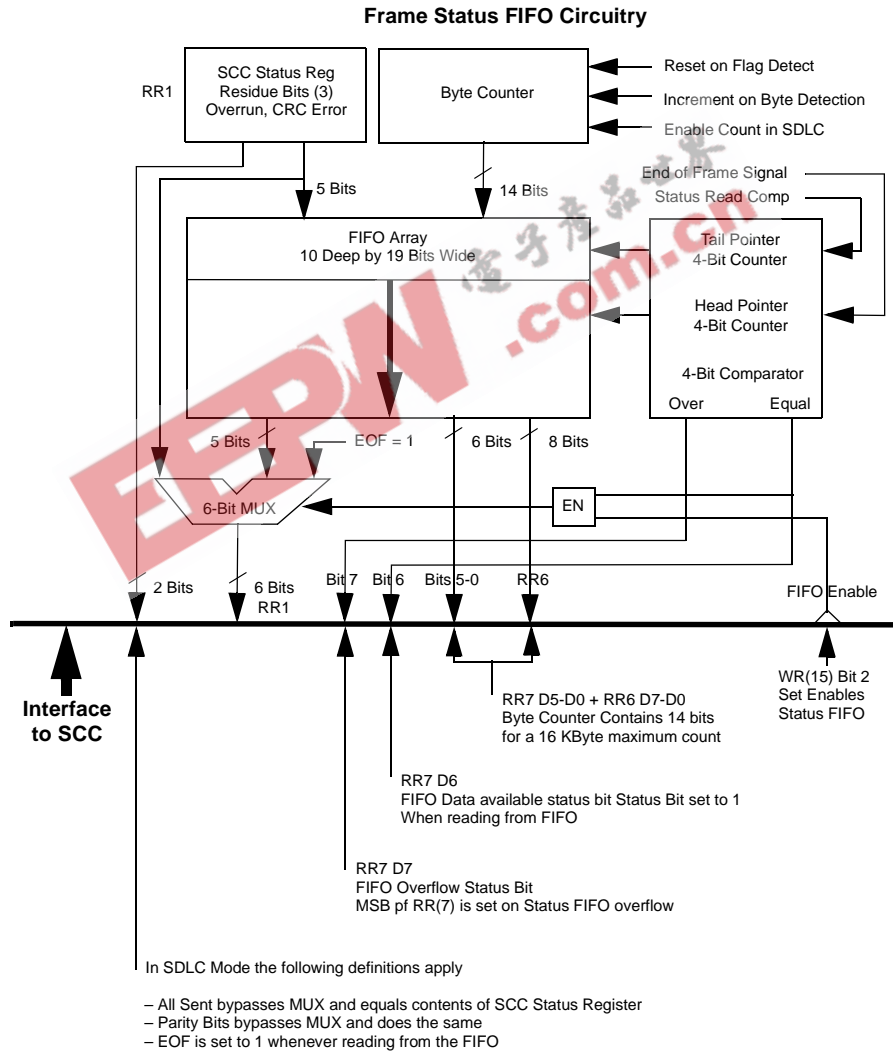 Frame Status FIFO Circuitry
RR1
SCC Status Reg
Residue Bits (3)
Overrun, CRC Error
Byte Counter
Reset on Flag Detect
Increment on Byte Detection
Enable Count in SDLC
End of Frame Signal
Status Read Comp
5 Bits
14 Bits
FIFO Array
10 Deep by 19 Bits Wide
Tail Pointer
4-Bit Counter
Head Pointer
4-Bit Counter
4-Bit Comparator
Over
Equal
5 Bits
EOF = 1
6 Bits
8 Bits
6-Bit MUX
EN
2 Bits
6 Bits
RR1
Bit 7
Bit 6
Bits 5-0
RR6
FIFO Enable
Interface
to SCC
WR(15) Bit 2
Set Enables
Status FIFO
RR7 D5-D0 + RR6 D7-D0
Byte Counter Contains 14 bits
for a 16 KByte maximum count
RR7 D6
FIFO Data available status bit Status Bit set to 1
When reading from FIFO
RR7 D7
FIFO Overflow Status Bit
MSB pf RR(7) is set on Status FIFO overflow
In SDLC Mode the following definitions apply
– All Sent bypasses MUX and equals contents of SCC Status Register
– Parity Bits bypasses MUX and does the same
– EOF is set to 1 whenever reading from the FIFO
EEPW.com.cn
電子產品世界